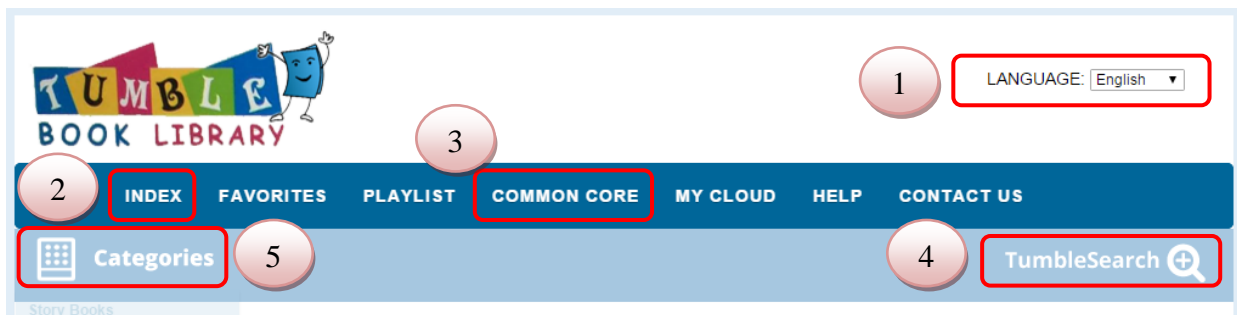 TUMBLE
BOOK LIBRARY
1
LANGUAGE: English
3
2
INDEX FAVORITES PLAYLIST COMMON CORE MY CLOUD HELP CONTACT US
Categories 5 4 TumbleSearch
Story Books